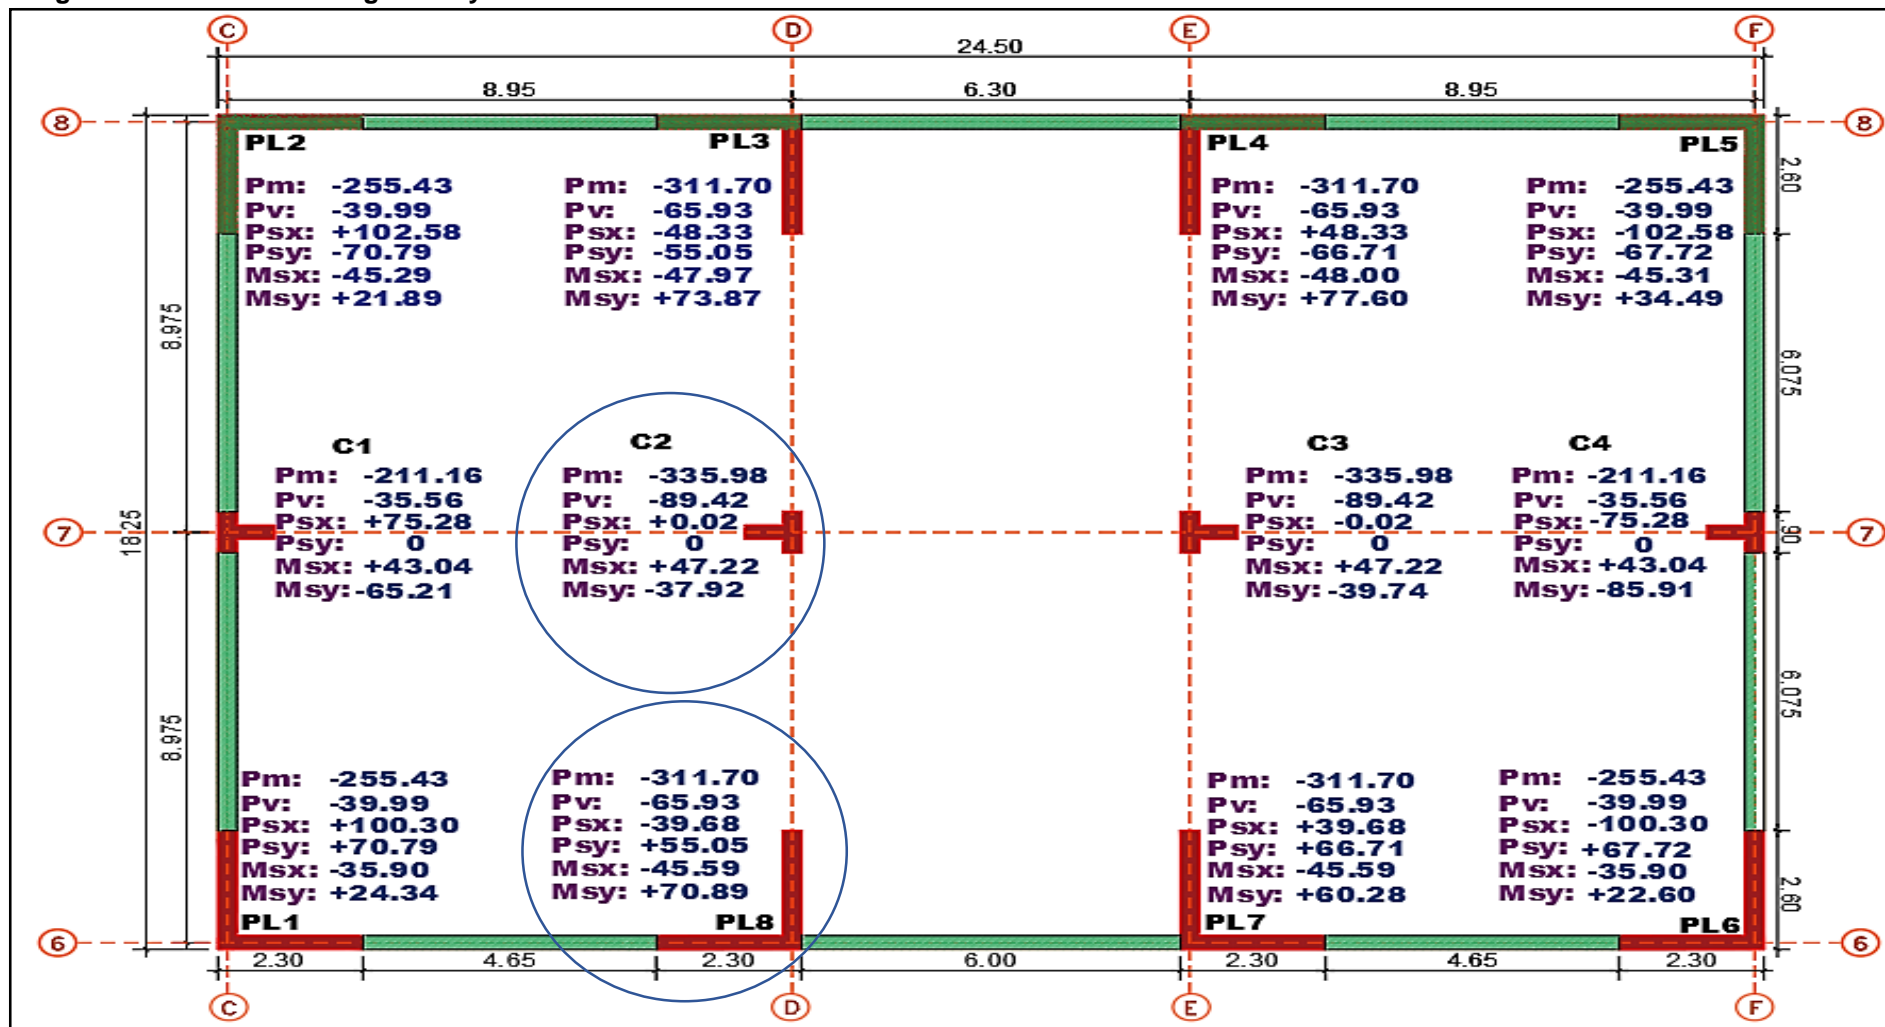 C D E F
24.50
8.95 6.30 8.95
8 8
PL2 PL3 PL4 PL5
Pm: -255.43 Pm: -311.70 Pm: -311.70 Pm: -255.43
Pv: -39.99 Pv: -65.93 Pv: -65.93 Pv: -39.99
Psx: +102.58 Psx: -48.33 Psx: +48.33 Psx: -102.58
Psy: -70.79 Psy: -55.05 Psy: -66.71 Psy: -67.72
Msx: -45.29 Msx: -47.97 Msx: -48.00 Msx: -45.31
Msy: +21.89 Msy: +73.87 Msy: +77.60 Msy: +34.49
2.60
8.975
6.075
C1 C2 C3 C4
Pm: -211.16 Pm: -335.98 Pm: -335.98 Pm: -211.16
Pv: -35.56 Pv: -89.42 Pv: -89.42 Pv: -35.56
Psx: +75.28 Psx: +0.02 Psx: -0.02 Psx: -75.28
Psy: 0 Psy: 0 Psy: 0 Psy: 0
Msx: +43.04 Msx: +47.22 Msx: +47.22 Msx: +43.04
Msy: -65.21 Msy: -37.92 Msy: -39.74 Msy: -85.91
7 7
.90
8.975
6.075
Pm: -255.43 Pm: -311.70 Pm: -311.70 Pm: -255.43
Pv: -39.99 Pv: -65.93 Pv: -65.93 Pv: -39.99
Psx: +100.30 Psx: -39.68 Psx: +39.68 Psx: -100.30
Psy: +70.79 Psy: +55.05 Psy: +66.71 Psy: +67.72
Msx: -35.90 Msx: -45.59 Msx: -45.59 Msx: -35.90
Msy: +24.34 Msy: +70.89 Msy: +60.28 Msy: +22.60
2.60
PL1 PL8 PL7 PL6
6 6
2.30 4.65 2.30 6.00 2.30 4.65 2.30
C D E F